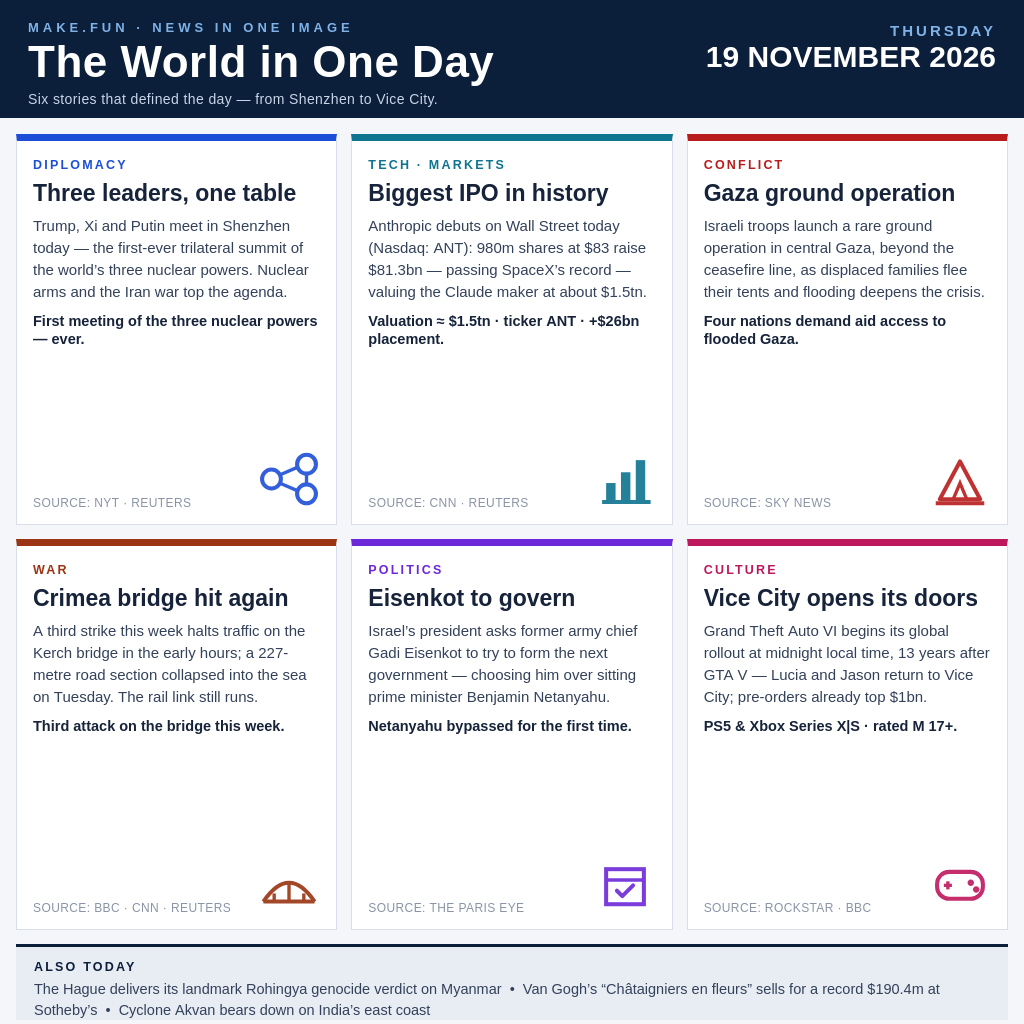 MAKE.FUN · NEWS IN ONE IMAGE
The World in One Day
Six stories that defined the day — from Shenzhen to Vice City.
THURSDAY
19 NOVEMBER 2026
DIPLOMACY
Three leaders, one table
Trump, Xi and Putin meet in Shenzhen
today — the first-ever trilateral summit of
the world’s three nuclear powers. Nuclear
arms and the Iran war top the agenda.
First meeting of the three nuclear powers
— ever.
SOURCE: NYT · REUTERS
TECH · MARKETS
Biggest IPO in history
Anthropic debuts on Wall Street today
(Nasdaq: ANT): 980m shares at $83 raise
$81.3bn — passing SpaceX’s record —
valuing the Claude maker at about $1.5tn.
Valuation ≈ $1.5tn · ticker ANT · +$26bn
placement.
SOURCE: CNN · REUTERS
CONFLICT
Gaza ground operation
Israeli troops launch a rare ground
operation in central Gaza, beyond the
ceasefire line, as displaced families flee
their tents and flooding deepens the crisis.
Four nations demand aid access to
flooded Gaza.
SOURCE: SKY NEWS
WAR
Crimea bridge hit again
A third strike this week halts traffic on the
Kerch bridge in the early hours; a 227-
metre road section collapsed into the sea
on Tuesday. The rail link still runs.
Third attack on the bridge this week.
SOURCE: BBC · CNN · REUTERS
POLITICS
Eisenkot to govern
Israel’s president asks former army chief
Gadi Eisenkot to try to form the next
government — choosing him over sitting
prime minister Benjamin Netanyahu.
Netanyahu bypassed for the first time.
SOURCE: THE PARIS EYE
CULTURE
Vice City opens its doors
Grand Theft Auto VI begins its global
rollout at midnight local time, 13 years after
GTA V — Lucia and Jason return to Vice
City; pre-orders already top $1bn.
PS5 & Xbox Series X|S · rated M 17+.
SOURCE: ROCKSTAR · BBC
ALSO TODAY
The Hague delivers its landmark Rohingya genocide verdict on Myanmar • Van Gogh’s “Châtaigniers en fleurs” sells for a record $190.4m at
Sotheby’s • Cyclone Akvan bears down on India’s east coast